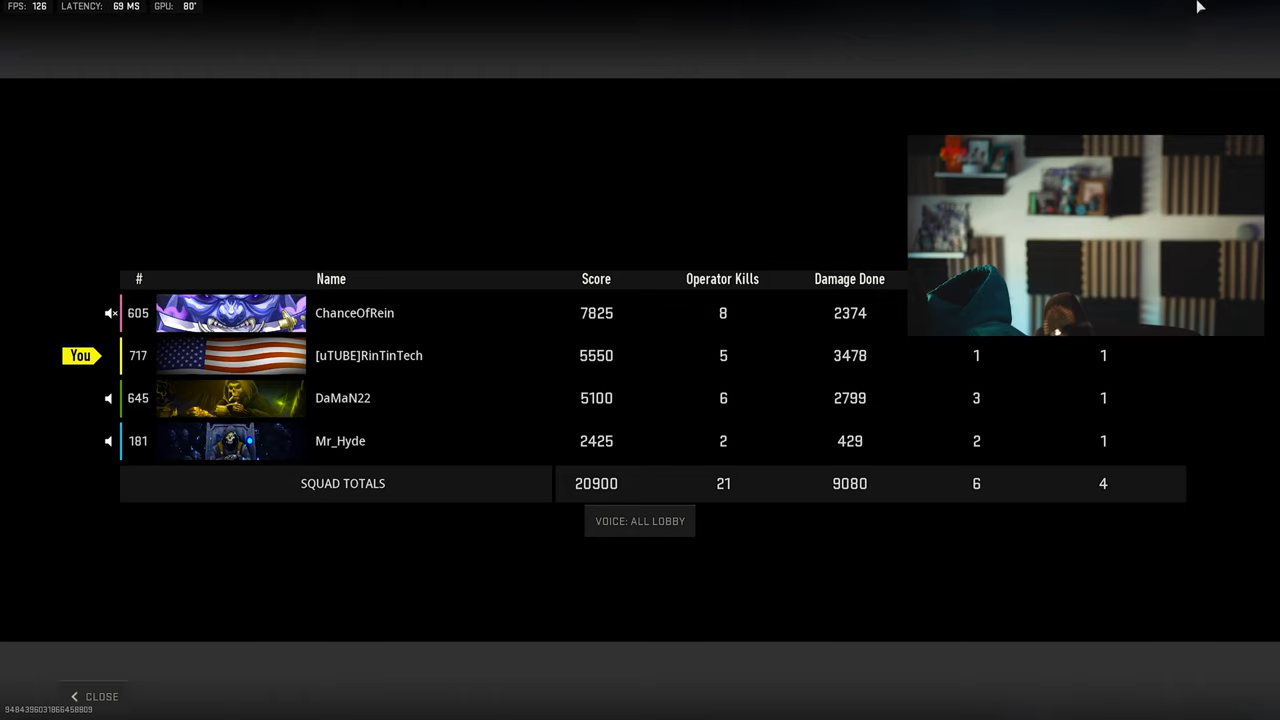 FPS: 126 LATENCY: 69 MS GPU: 80°
# Name Score Operator Kills Damage Done
605 ChanceOfRein 7825 8 2374
You 717 [uTUBE]RinTinTech 5550 5 3478 1 1
645 DaMaN22 5100 6 2799 3 1
181 Mr_Hyde 2425 2 429 2 1
SQUAD TOTALS 20900 21 9080 6 4
VOICE: ALL LOBBY
CLOSE
9484396031866458809